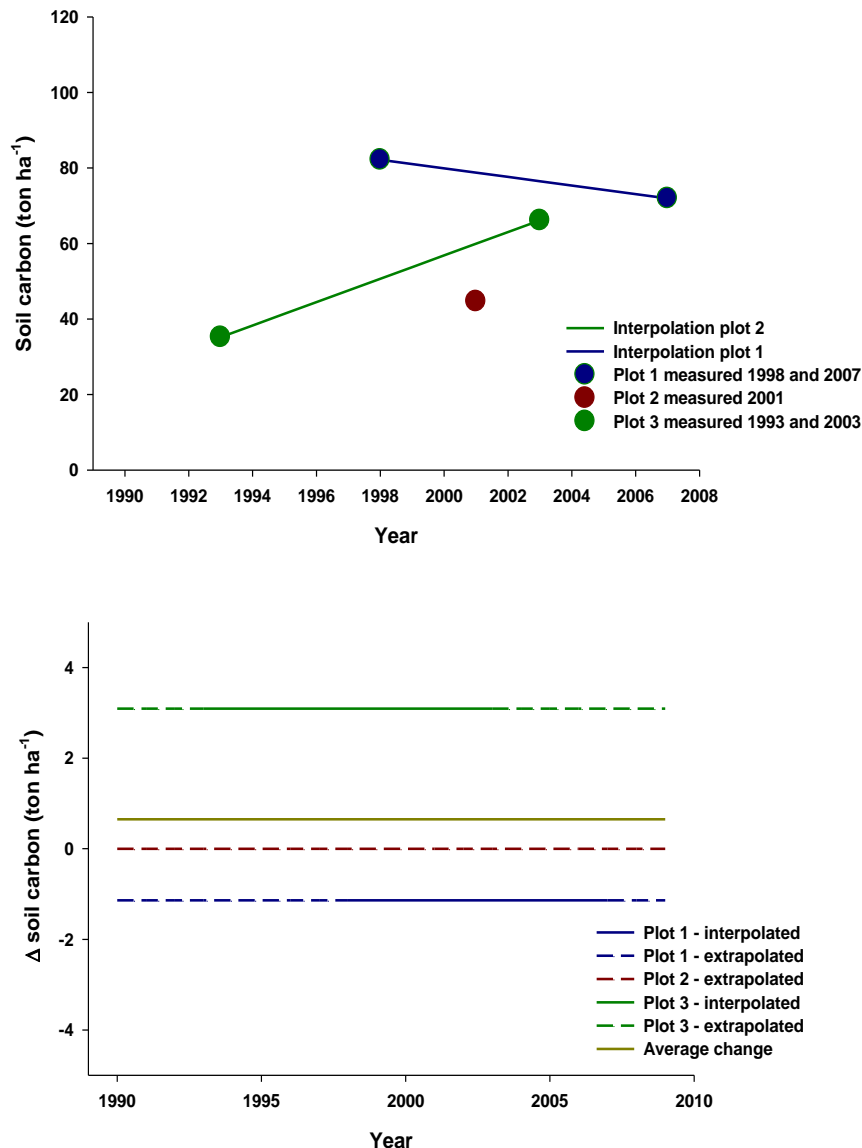 120
100
80
60
40
20
0
Soil carbon (ton ha-1)
1990 1992 1994 1996 1998 2000 2002 2004 2006 2008
Year
Interpolation plot 2
Interpolation plot 1
Plot 1 measured 1998 and 2007
Plot 2 measured 2001
Plot 3 measured 1993 and 2003
4
2
0
-2
-4
Δ soil carbon (ton ha-1)
1990 1995 2000 2005 2010
Year
Plot 1 - interpolated
Plot 1 - extrapolated
Plot 2 - extrapolated
Plot 3 - interpolated
Plot 3 - extrapolated
Average change